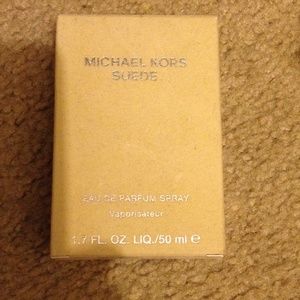 MICHAEL KORS
SUEDE
EAU DE PARFUM SPRAY
Vaporisateur
1.7 FL. OZ. LIQ./50 ml e